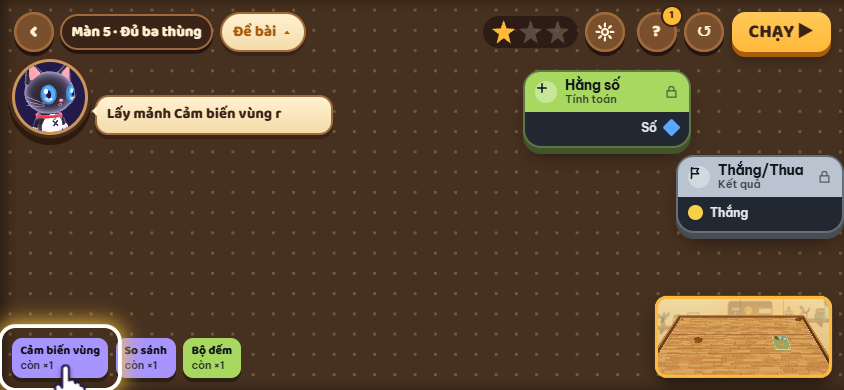 Màn 5 · Đủ ba thùng
Đề bài
?
1
CHẠY
Lấy mảnh Cảm biến vùng r
Hằng số
Tính toán
Số
Thắng/Thua
Kết quả
Thắng
Cảm biến vùng
còn ×1
So sánh
còn ×1
Bộ đếm
còn ×1